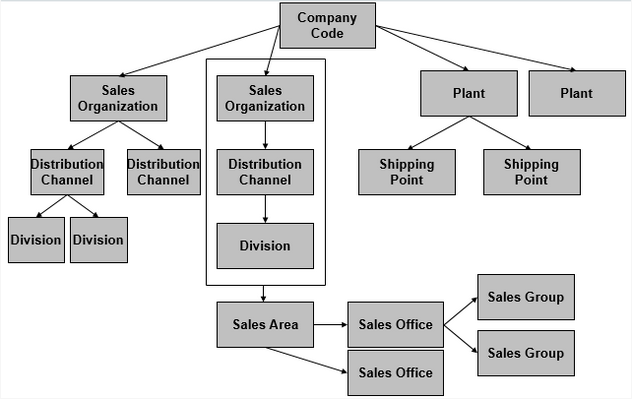 Company
Code
Sales
Organization
Sales
Organization
Plant
Plant
Distribution
Channel
Distribution
Channel
Distribution
Channel
Shipping
Point
Shipping
Point
Division
Division
Division
Sales Area
Sales Office
Sales Group
Sales Group
Sales Office